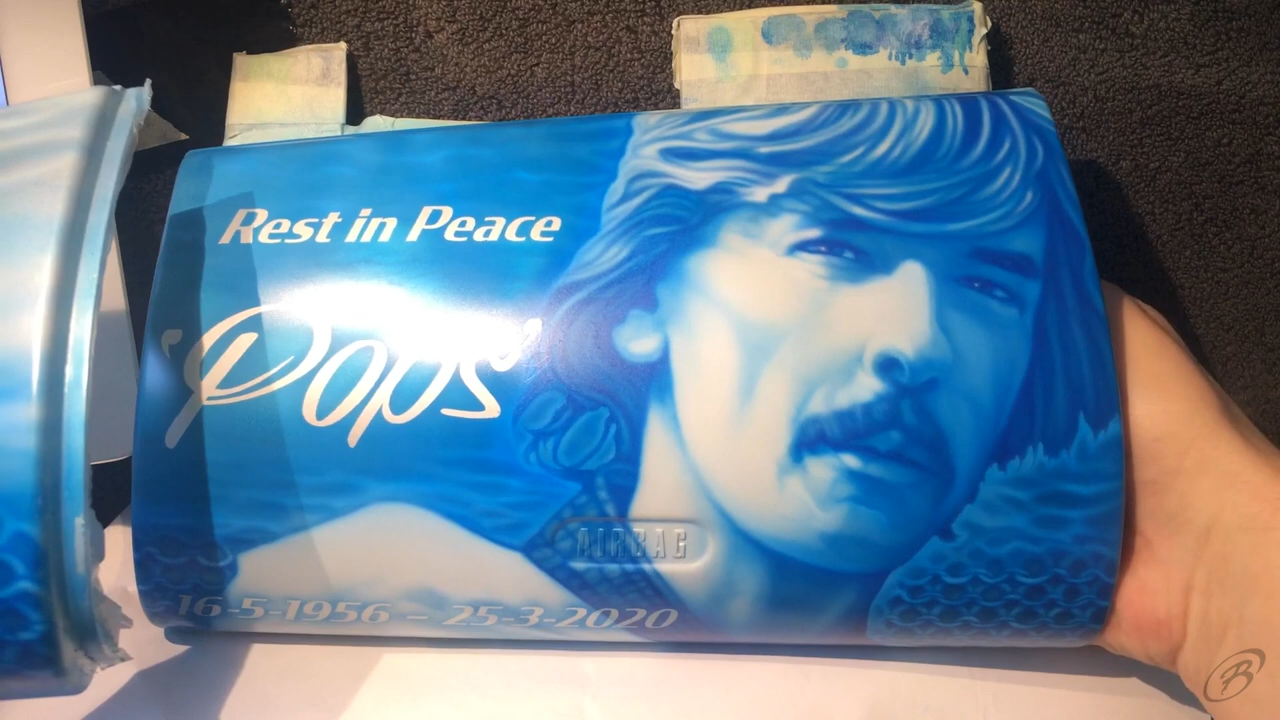 Rest in Peace
'Pops'
AIRBAG
16-5-1956 – 25-3-2020
B